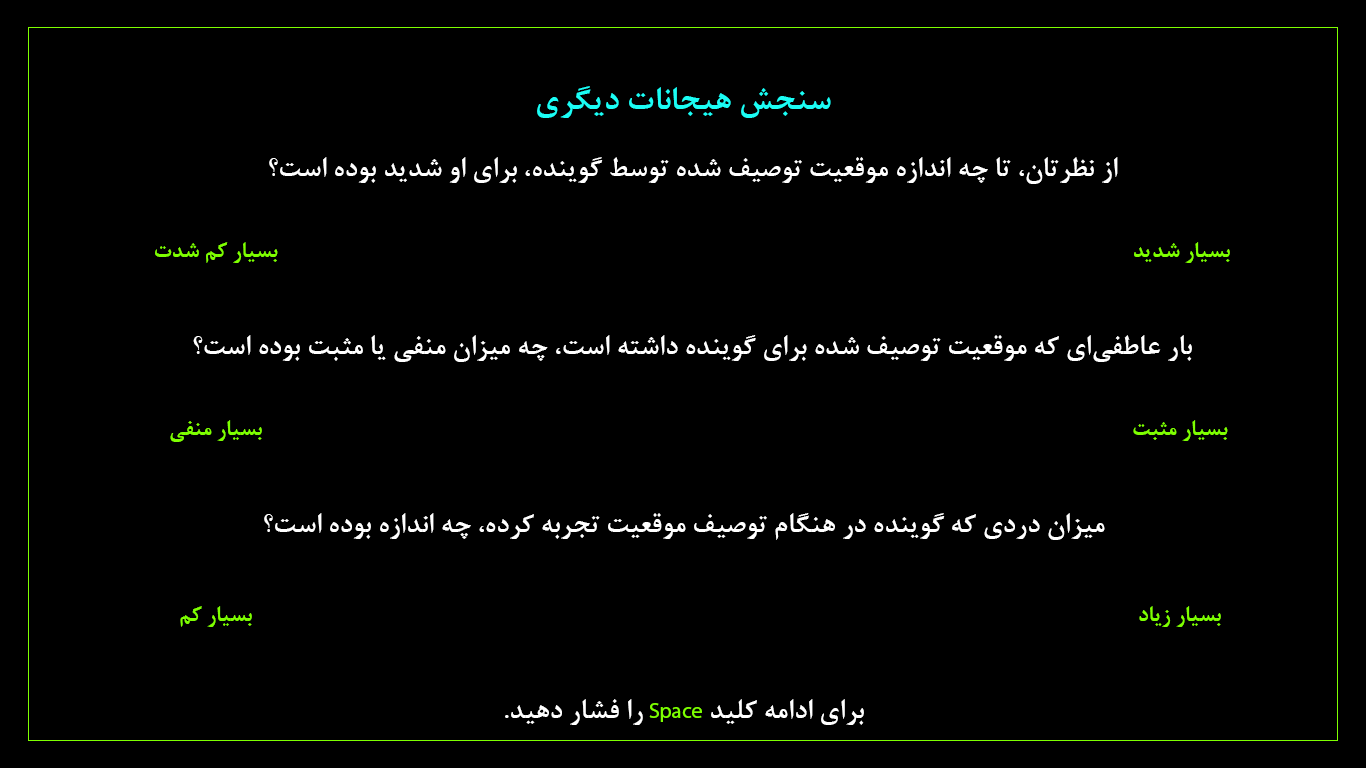 سنجش هیجانات دیگری
از نظرتان، تا چه اندازه موقعیت توصیف شده توسط گوینده، برای او شدید بوده است؟
بسیار شدید
بسیار کم شدت
بار عاطفی‌ای که موقعیت توصیف شده برای گوینده داشته است، چه میزان منفی یا مثبت بوده است؟
بسیار مثبت
بسیار منفی
میزان دردی که گوینده در هنگام توصیف موقعیت تجربه کرده، چه اندازه بوده است؟
بسیار زیاد
بسیار کم
برای ادامه کلید Space را فشار دهید.